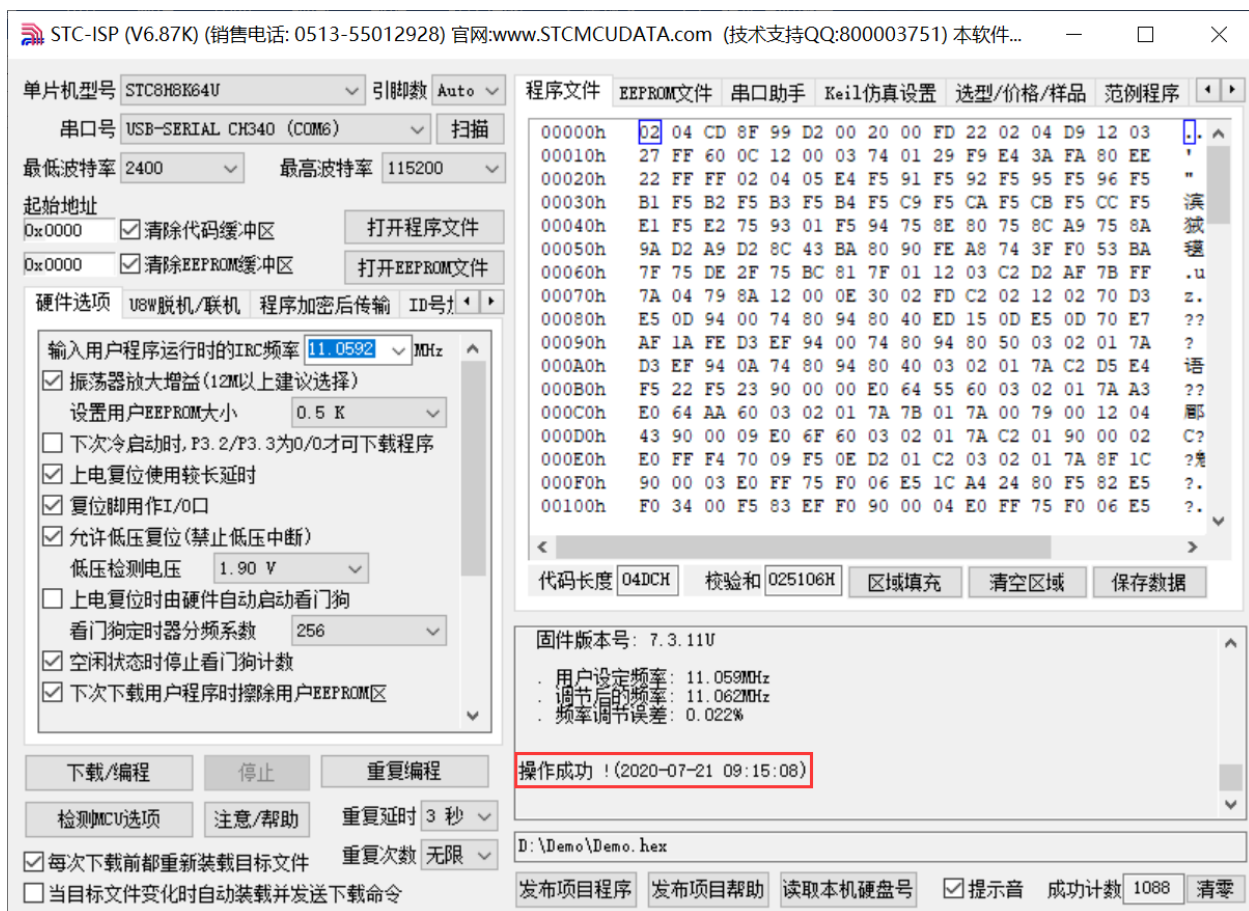 STC-ISP (V6.87K) (销售电话: 0513-55012928) 官网:www.STCMCUDATA.com (技术支持QQ:800003751) 本软件...
单片机型号 STC8H8K64U 引脚数 Auto
串口号 USB-SERIAL CH340 (COM6) 扫描
最低波特率 2400 最高波特率 115200
起始地址
0x0000 清除代码缓冲区 打开程序文件
0x0000 清除EEPROM缓冲区 打开EEPROM文件
硬件选项 U8W脱机/联机 程序加密后传输 ID号
输入用户程序运行时的IRC频率 11.0592 MHz
振荡器放大增益(12M以上建议选择)
设置用户EEPROM大小 0.5 K
下次冷启动时,P3.2/P3.3为0/0才可下载程序
上电复位使用较长延时
复位脚用作I/O口
允许低压复位(禁止低压中断)
低压检测电压 1.90 V
上电复位时由硬件自动启动看门狗
看门狗定时器分频系数 256
空闲状态时停止看门狗计数
下次下载用户程序时擦除用户EEPROM区
下载/编程 停止 重复编程
检测MCU选项 注意/帮助 重复延时 3 秒
每次下载前都重新装载目标文件 重复次数 无限
当目标文件变化时自动装载并发送下载命令
程序文件 EEPROM文件 串口助手 Keil仿真设置 选型/价格/样品 范例程序
00000h 02 04 CD 8F 99 D2 00 20 00 FD 22 02 04 D9 12 03 ..
00010h 27 FF 60 0C 12 00 03 74 01 29 F9 E4 3A FA 80 EE '
00020h 22 FF FF 02 04 05 E4 F5 91 F5 92 F5 95 F5 96 F5 "
00030h B1 F5 B2 F5 B3 F5 B4 F5 C9 F5 CA F5 CB F5 CC F5 滨
00040h E1 F5 E2 75 93 01 F5 94 75 8E 80 75 8C A9 75 8A
00050h 9A D2 A9 D2 8C 43 BA 80 90 FE A8 74 3F F0 53 BA
00060h 7F 75 DE 2F 75 BC 81 7F 01 12 03 C2 D2 AF 7B FF .u
00070h 7A 04 79 8A 12 00 0E 30 02 FD C2 02 12 02 70 D3 z.
00080h E5 0D 94 00 74 80 94 80 40 ED 15 0D E5 0D 70 E7 ??
00090h AF 1A FE D3 EF 94 00 74 80 94 80 50 03 02 01 7A ?
000A0h D3 EF 94 0A 74 80 94 80 40 03 02 01 7A C2 D5 E4 语
000B0h F5 22 F5 23 90 00 00 E0 64 55 60 03 02 01 7A A3 ??
000C0h E0 64 AA 60 03 02 01 7A 7B 01 7A 00 79 00 12 04
000D0h 43 90 00 09 E0 6F 60 03 02 01 7A C2 01 90 00 02 C?
000E0h E0 FF F4 70 09 F5 0E D2 01 C2 03 02 01 7A 8F 1C
000F0h 90 00 03 E0 FF 75 F0 06 E5 1C A4 24 80 F5 82 E5 ?.
00100h F0 34 00 F5 83 EF F0 90 00 04 E0 FF 75 F0 06 E5 ?.
代码长度 04DCH 校验和 025106H 区域填充 清空区域 保存数据
固件版本号: 7.3.11U
. 用户设定频率: 11.059MHz
. 调节后的频率: 11.062MHz
. 频率调节误差: 0.022%
操作成功 !(2020-07-21 09:15:08)
D:\Demo\Demo.hex
发布项目程序 发布项目帮助 读取本机硬盘号 提示音 成功计数 1088 清零